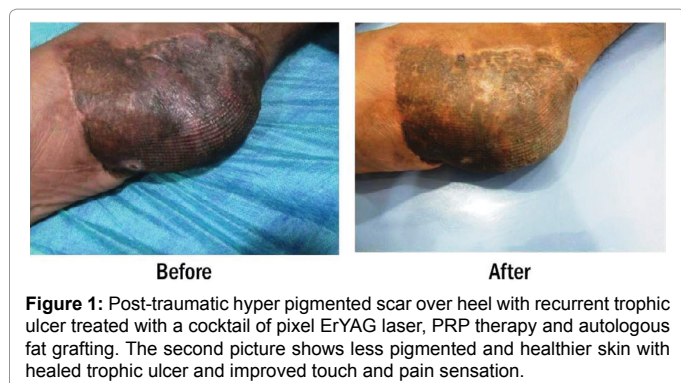 Before
After
Figure 1: Post-traumatic hyper pigmented scar over heel with recurrent trophic
ulcer treated with a cocktail of pixel ErYAG laser, PRP therapy and autologous
fat grafting. The second picture shows less pigmented and healthier skin with
healed trophic ulcer and improved touch and pain sensation.